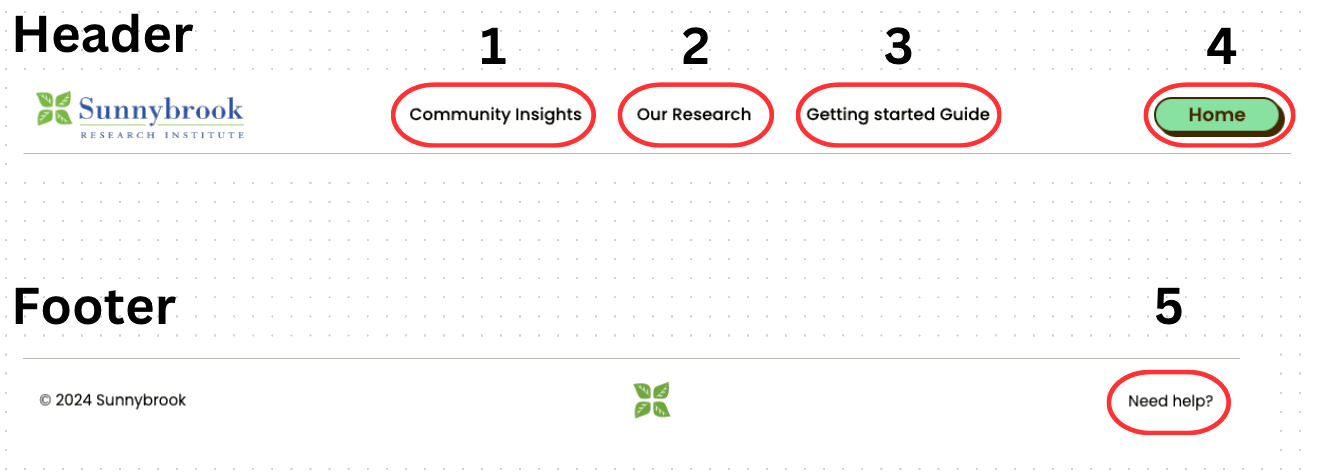 Header
1 2 3 4
Sunnybrook
RESEARCH INSTITUTE
Community Insights Our Research Getting started Guide Home
Footer
5
© 2024 Sunnybrook
Need help?